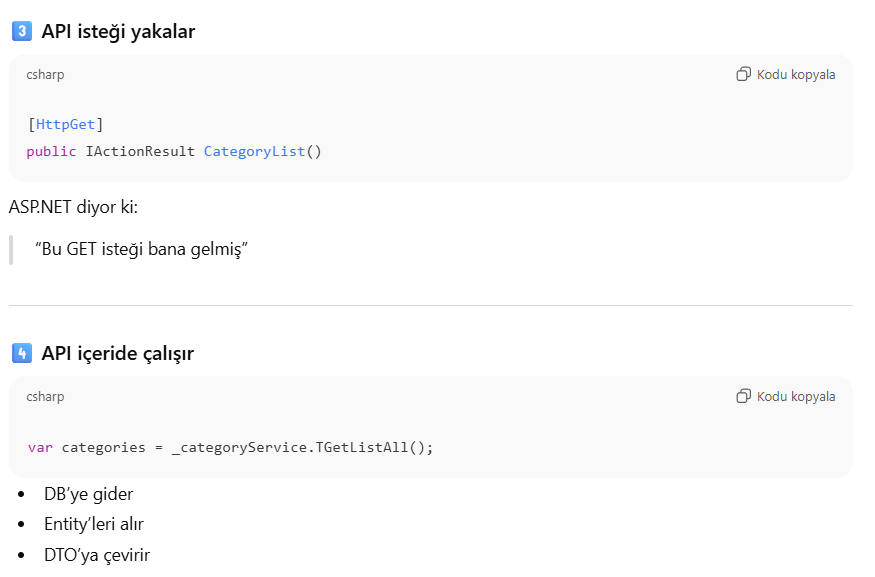 3 API isteği yakalar
csharp
Kodu kopyala
[HttpGet]
public IActionResult CategoryList()
ASP.NET diyor ki:
“Bu GET isteği bana gelmiş”
4 API içeride çalışır
csharp
Kodu kopyala
var categories = _categoryService.TGetListAll();
• DB’ye gider
• Entity’leri alır
• DTO’ya çevirir